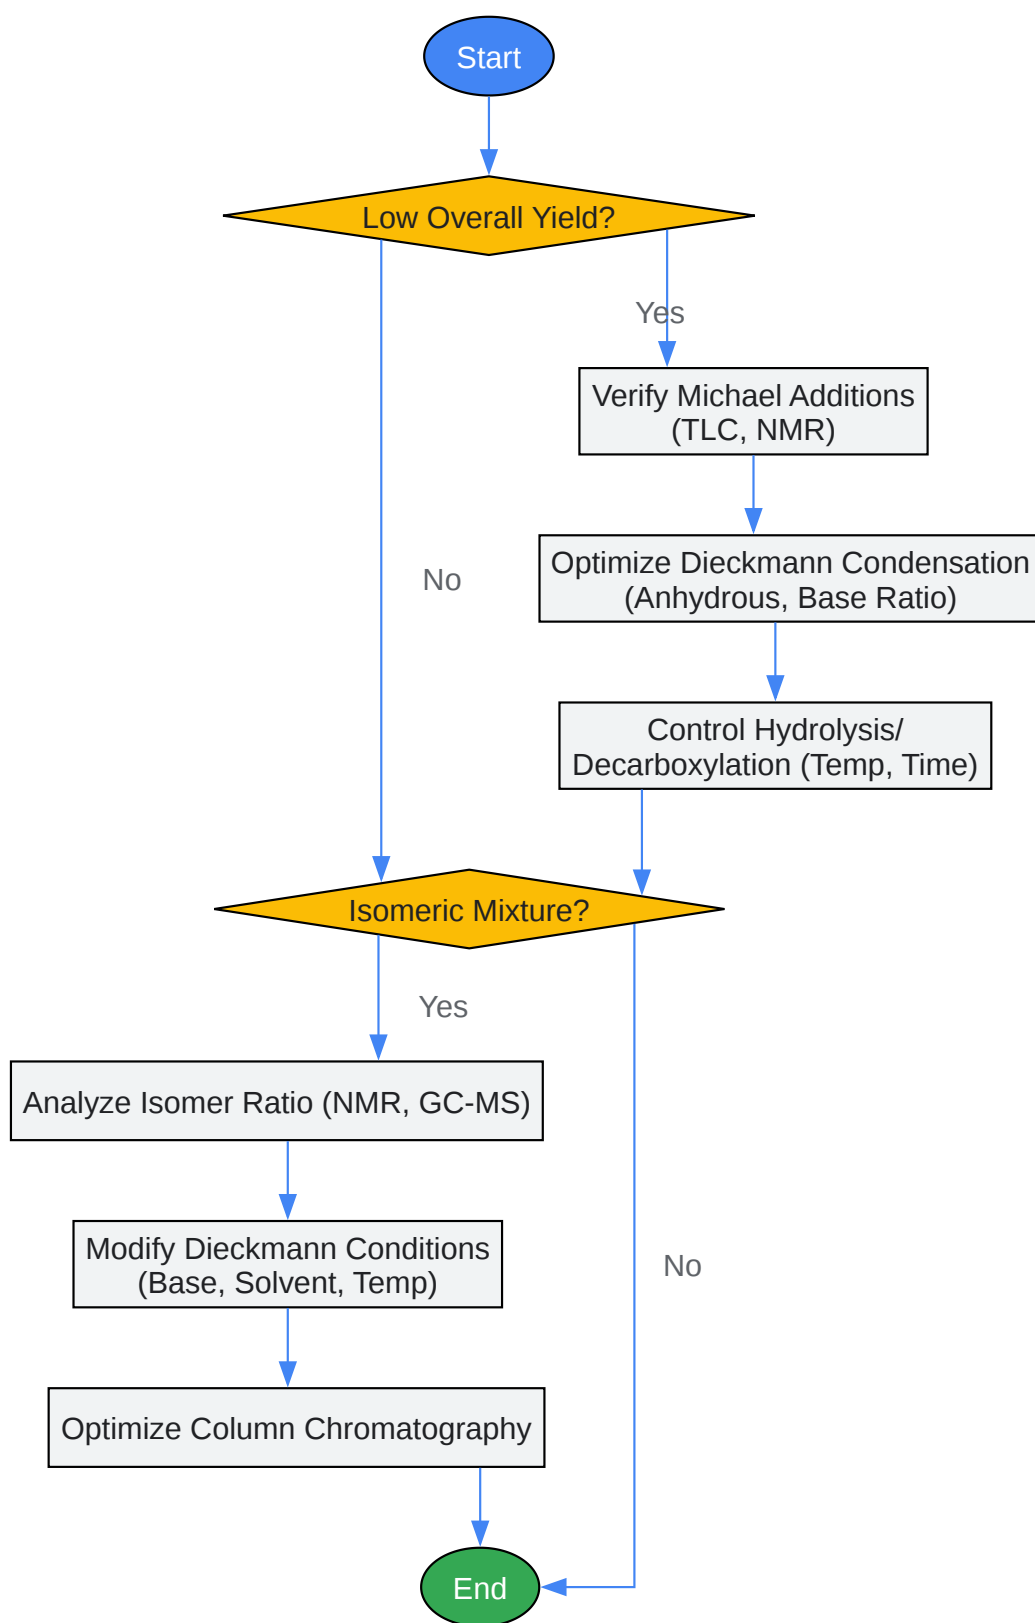 Start
Low Overall Yield?
Yes
Verify Michael Additions
(TLC, NMR)
Optimize Dieckmann Condensation
(Anhydrous, Base Ratio)
No
Control Hydrolysis/
Decarboxylation (Temp, Time)
Isomeric Mixture?
Yes
Analyze Isomer Ratio (NMR, GC-MS)
Modify Dieckmann Conditions
(Base, Solvent, Temp)
No
Optimize Column Chromatography
End